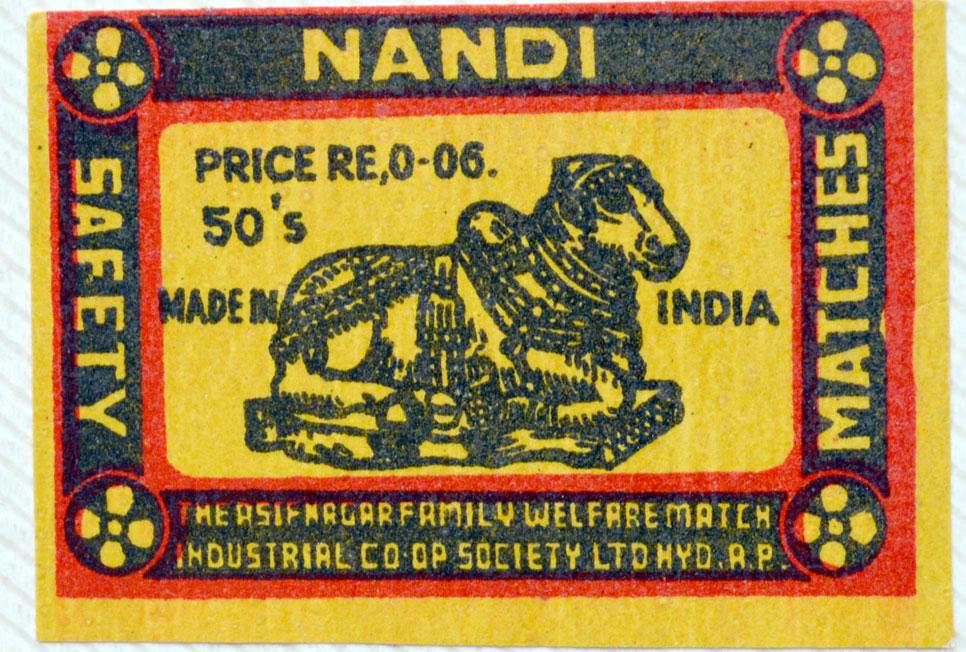 NANDI
SAFETY
MATCHES
PRICE RE,0-06.
50's
MADE IN INDIA
THE ASIFNAGAR FAMILY WELFARE MATCH
INDUSTRIAL CO-OP SOCIETY LTD HYD. A.P.